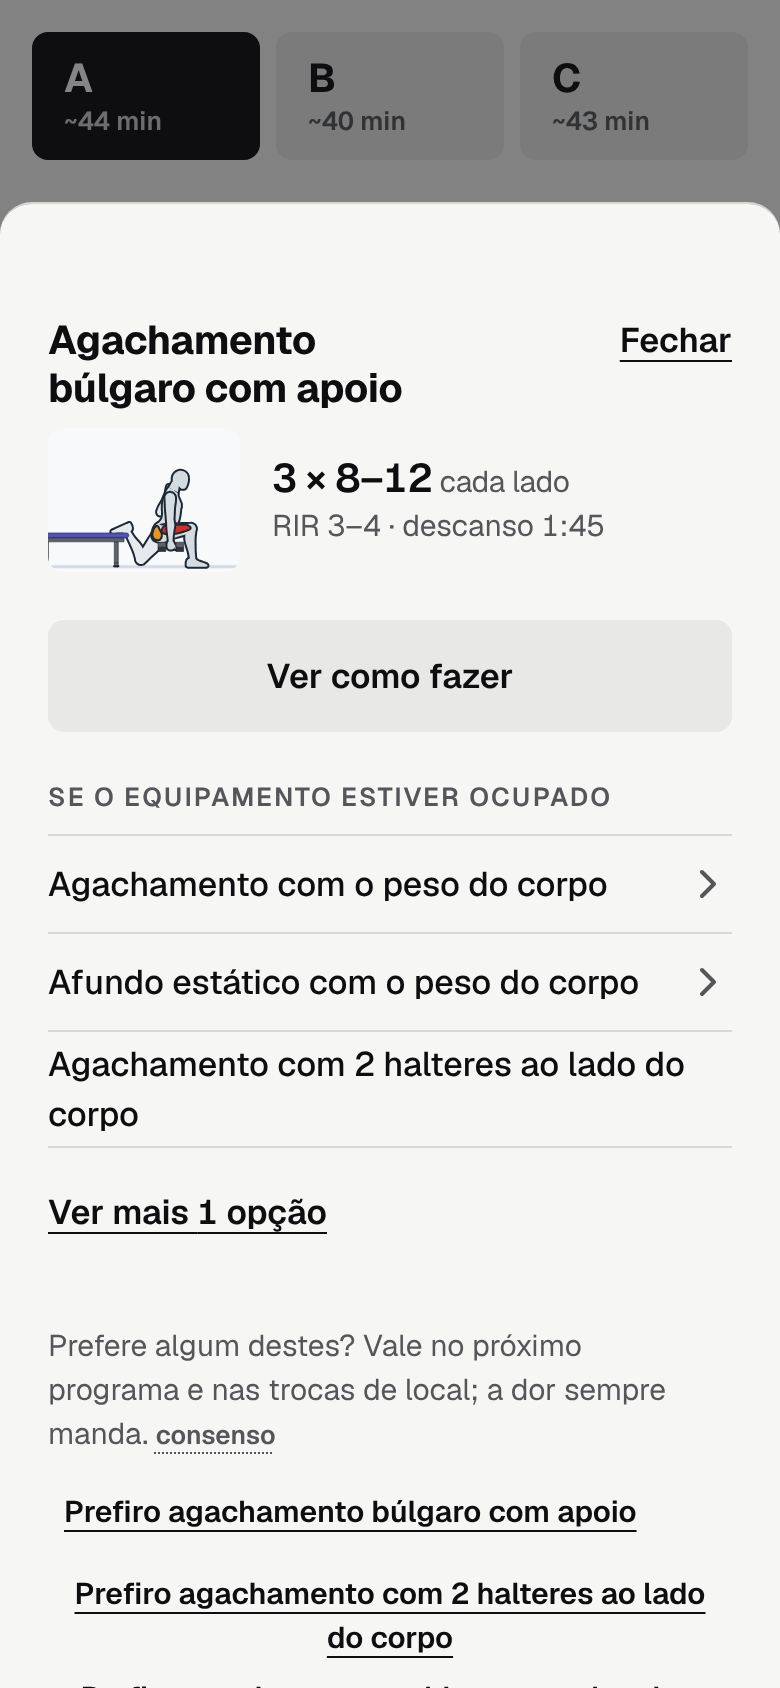 A
~44 min
B
~40 min
C
~43 min
Agachamento
búlgaro com apoio
Fechar
3 × 8–12 cada lado
RIR 3–4 · descanso 1:45
Ver como fazer
SE O EQUIPAMENTO ESTIVER OCUPADO
Agachamento com o peso do corpo
Afundo estático com o peso do corpo
Agachamento com 2 halteres ao lado do
corpo
Ver mais 1 opção
Prefere algum destes? Vale no próximo
programa e nas trocas de local; a dor sempre
manda. consenso
Prefiro agachamento búlgaro com apoio
Prefiro agachamento com 2 halteres ao lado
do corpo